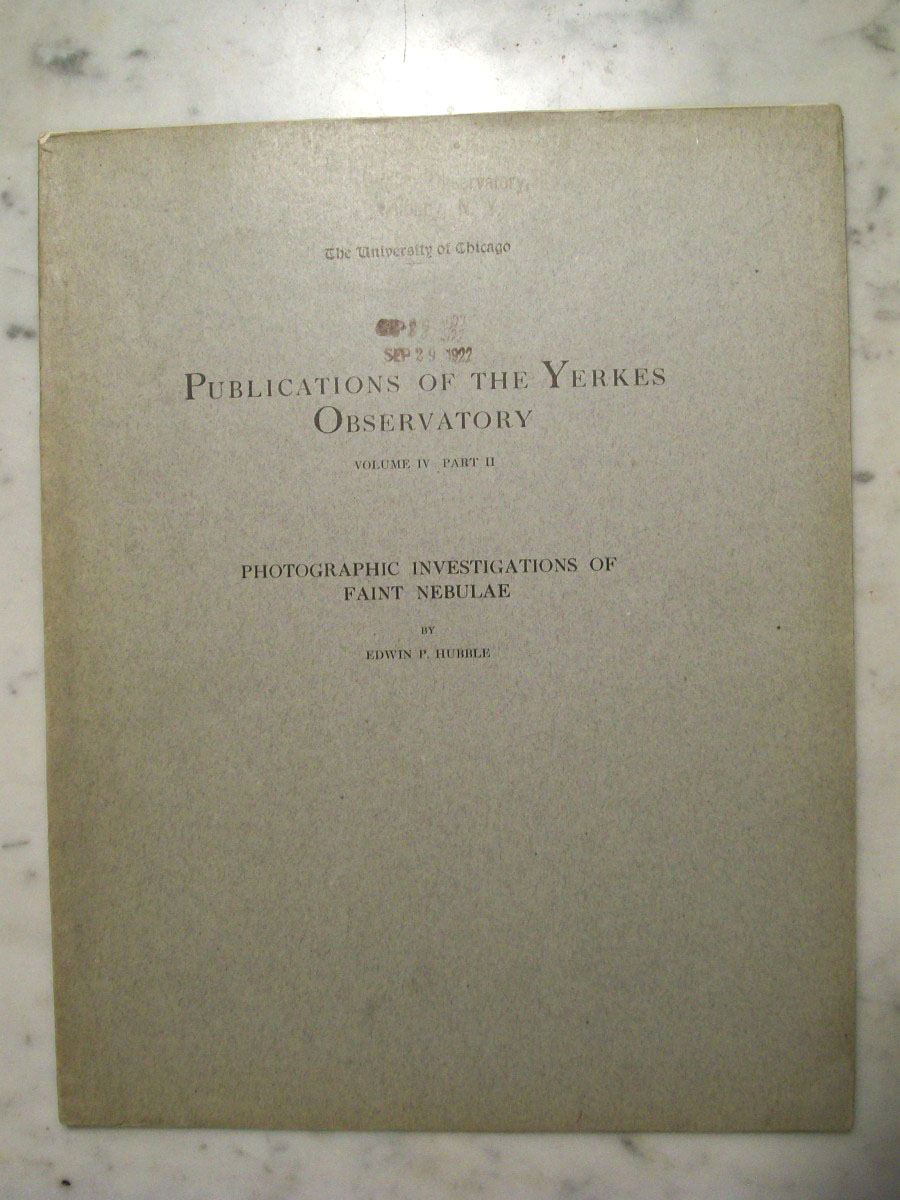 Observatory,
N. Y.
The University of Chicago
SEP 29 1922
PUBLICATIONS OF THE YERKES
OBSERVATORY
VOLUME IV PART II
PHOTOGRAPHIC INVESTIGATIONS OF
FAINT NEBULAE
BY
EDWIN P. HUBBLE